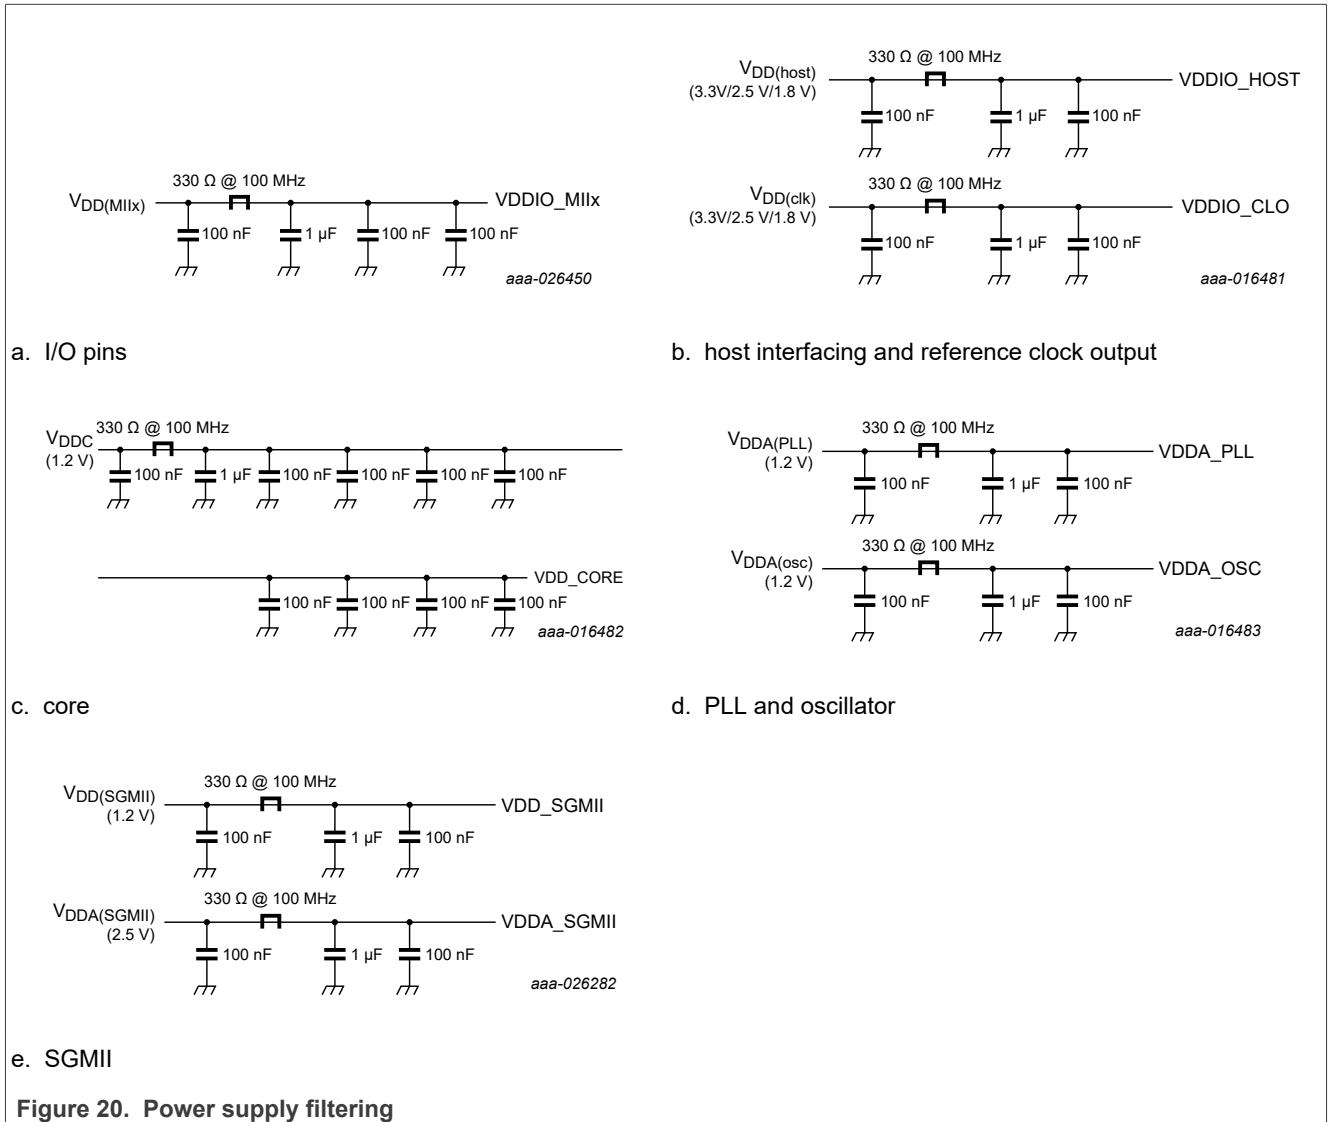 330 Ω @ 100 MHz
VDD(MIIx) VDDIO_MIIx
100 nF 1 µF 100 nF 100 nF
aaa-026450
a. I/O pins
330 Ω @ 100 MHz
VDD(host) VDDIO_HOST
(3.3V/2.5 V/1.8 V)
100 nF 1 µF 100 nF
330 Ω @ 100 MHz
VDD(clk) VDDIO_CLO
(3.3V/2.5 V/1.8 V)
100 nF 1 µF 100 nF
aaa-016481
b. host interfacing and reference clock output
330 Ω @ 100 MHz
VDDC
(1.2 V)
100 nF 1 µF 100 nF 100 nF 100 nF 100 nF
VDD_CORE
100 nF 100 nF 100 nF 100 nF
aaa-016482
c. core
330 Ω @ 100 MHz
VDDA(PLL) VDDA_PLL
(1.2 V)
100 nF 1 µF 100 nF
330 Ω @ 100 MHz
VDDA(osc) VDDA_OSC
(1.2 V)
100 nF 1 µF 100 nF
aaa-016483
d. PLL and oscillator
330 Ω @ 100 MHz
VDD(SGMII) VDD_SGMII
(1.2 V)
100 nF 1 µF 100 nF
330 Ω @ 100 MHz
VDDA(SGMII) VDDA_SGMII
(2.5 V)
100 nF 1 µF 100 nF
aaa-026282
e. SGMII
Figure 20. Power supply filtering